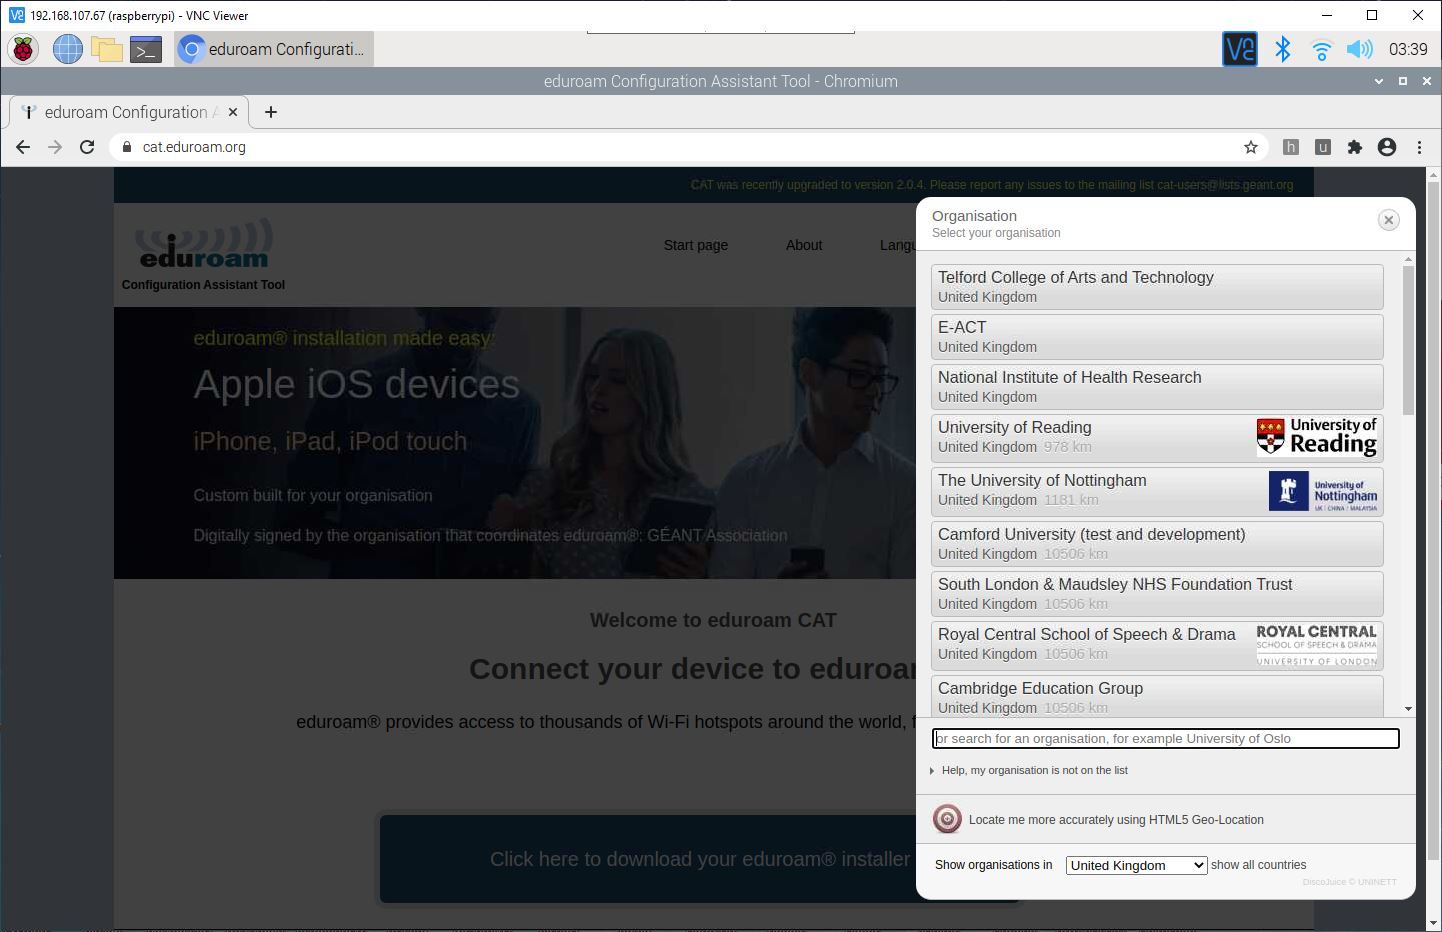 192.168.107.67 (raspberrypi) - VNC Viewer
eduroam Configurati...
03:39
eduroam Configuration Assistant Tool - Chromium
eduroam Configuration A
cat.eduroam.org
CAT was recently upgraded to version 2.0.4. Please report any issues to the mailing list cat-users@lists.geant.org
eduroam
Configuration Assistant Tool
Start page
About
Langu
eduroam® installation made easy:
Apple iOS devices
iPhone, iPad, iPod touch
Custom built for your organisation
Digitally signed by the organisation that coordinates eduroam®: GÉANT Association
Welcome to eduroam CAT
Connect your device to eduroam
eduroam® provides access to thousands of Wi-Fi hotspots around the world, f
Click here to download your eduroam® installer
Organisation
Select your organisation
Telford College of Arts and Technology
United Kingdom
E-ACT
United Kingdom
National Institute of Health Research
United Kingdom
University of Reading
United Kingdom 978 km
University of
Reading
The University of Nottingham
United Kingdom 1181 km
University of
Nottingham
UK | CHINA | MALAYSIA
Camford University (test and development)
United Kingdom 10506 km
South London & Maudsley NHS Foundation Trust
United Kingdom 10506 km
Royal Central School of Speech & Drama
United Kingdom 10506 km
ROYAL CENTRAL
SCHOOL OF SPEECH & DRAMA
UNIVERSITY OF LONDON
Cambridge Education Group
United Kingdom 10506 km
or search for an organisation, for example University of Oslo
Help, my organisation is not on the list
Locate me more accurately using HTML5 Geo-Location
Show organisations in
United Kingdom
show all countries
DiscoJuice © UNINETT